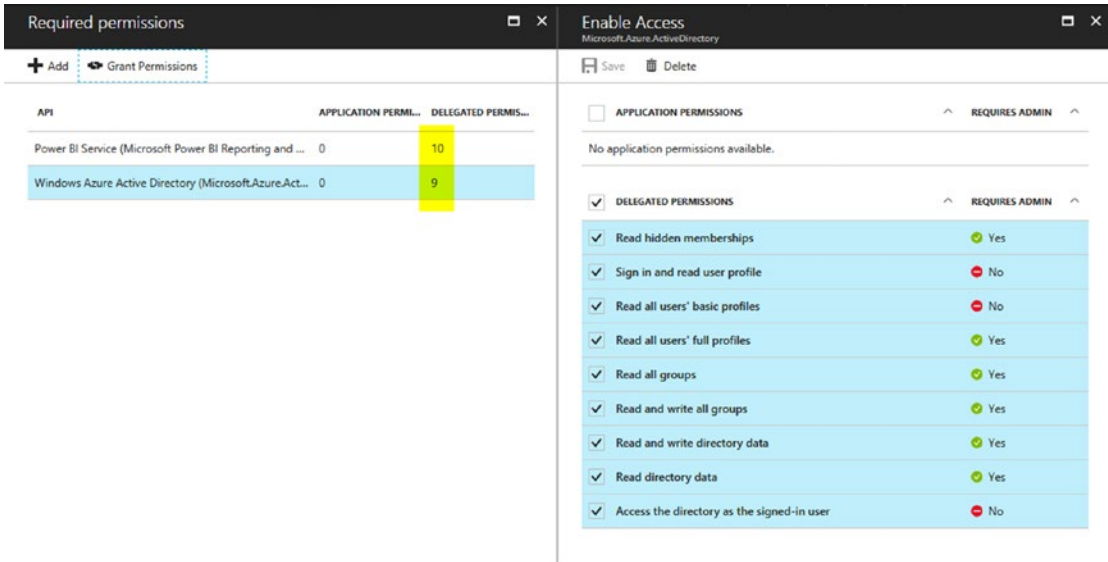 Required permissions
Add Grant Permissions
API APPLICATION PERMI... DELEGATED PERMIS...
Power BI Service (Microsoft Power BI Reporting and ... 0 10
Windows Azure Active Directory (Microsoft.Azure.Act... 0 9
Enable Access
Microsoft.Azure.ActiveDirectory
Save Delete
APPLICATION PERMISSIONS REQUIRES ADMIN
No application permissions available.
DELEGATED PERMISSIONS REQUIRES ADMIN
Read hidden memberships Yes
Sign in and read user profile No
Read all users' basic profiles No
Read all users' full profiles Yes
Read all groups Yes
Read and write all groups Yes
Read and write directory data Yes
Read directory data Yes
Access the directory as the signed-in user No